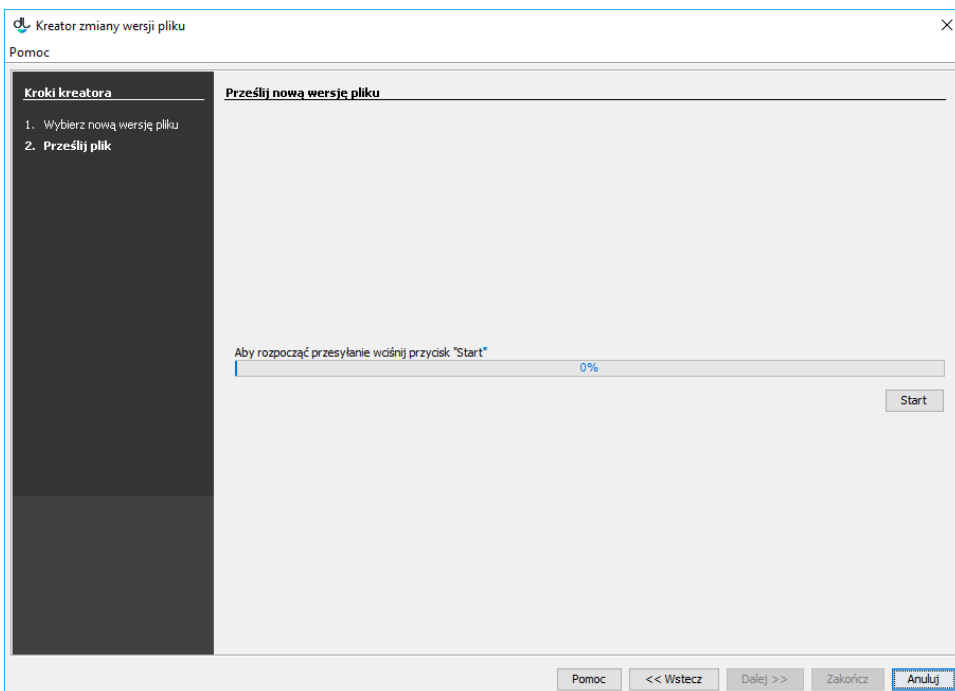 Kreator zmiany wersji pliku
Pomoc
Kroki kreatora
1. Wybierz nową wersję pliku
2. Prześlij plik
Prześlij nową wersję pliku
Aby rozpocząć przesyłanie wciśnij przycisk "Start"
0%
Start
Pomoc << Wstecz Dalej >> Zakończ Anuluj